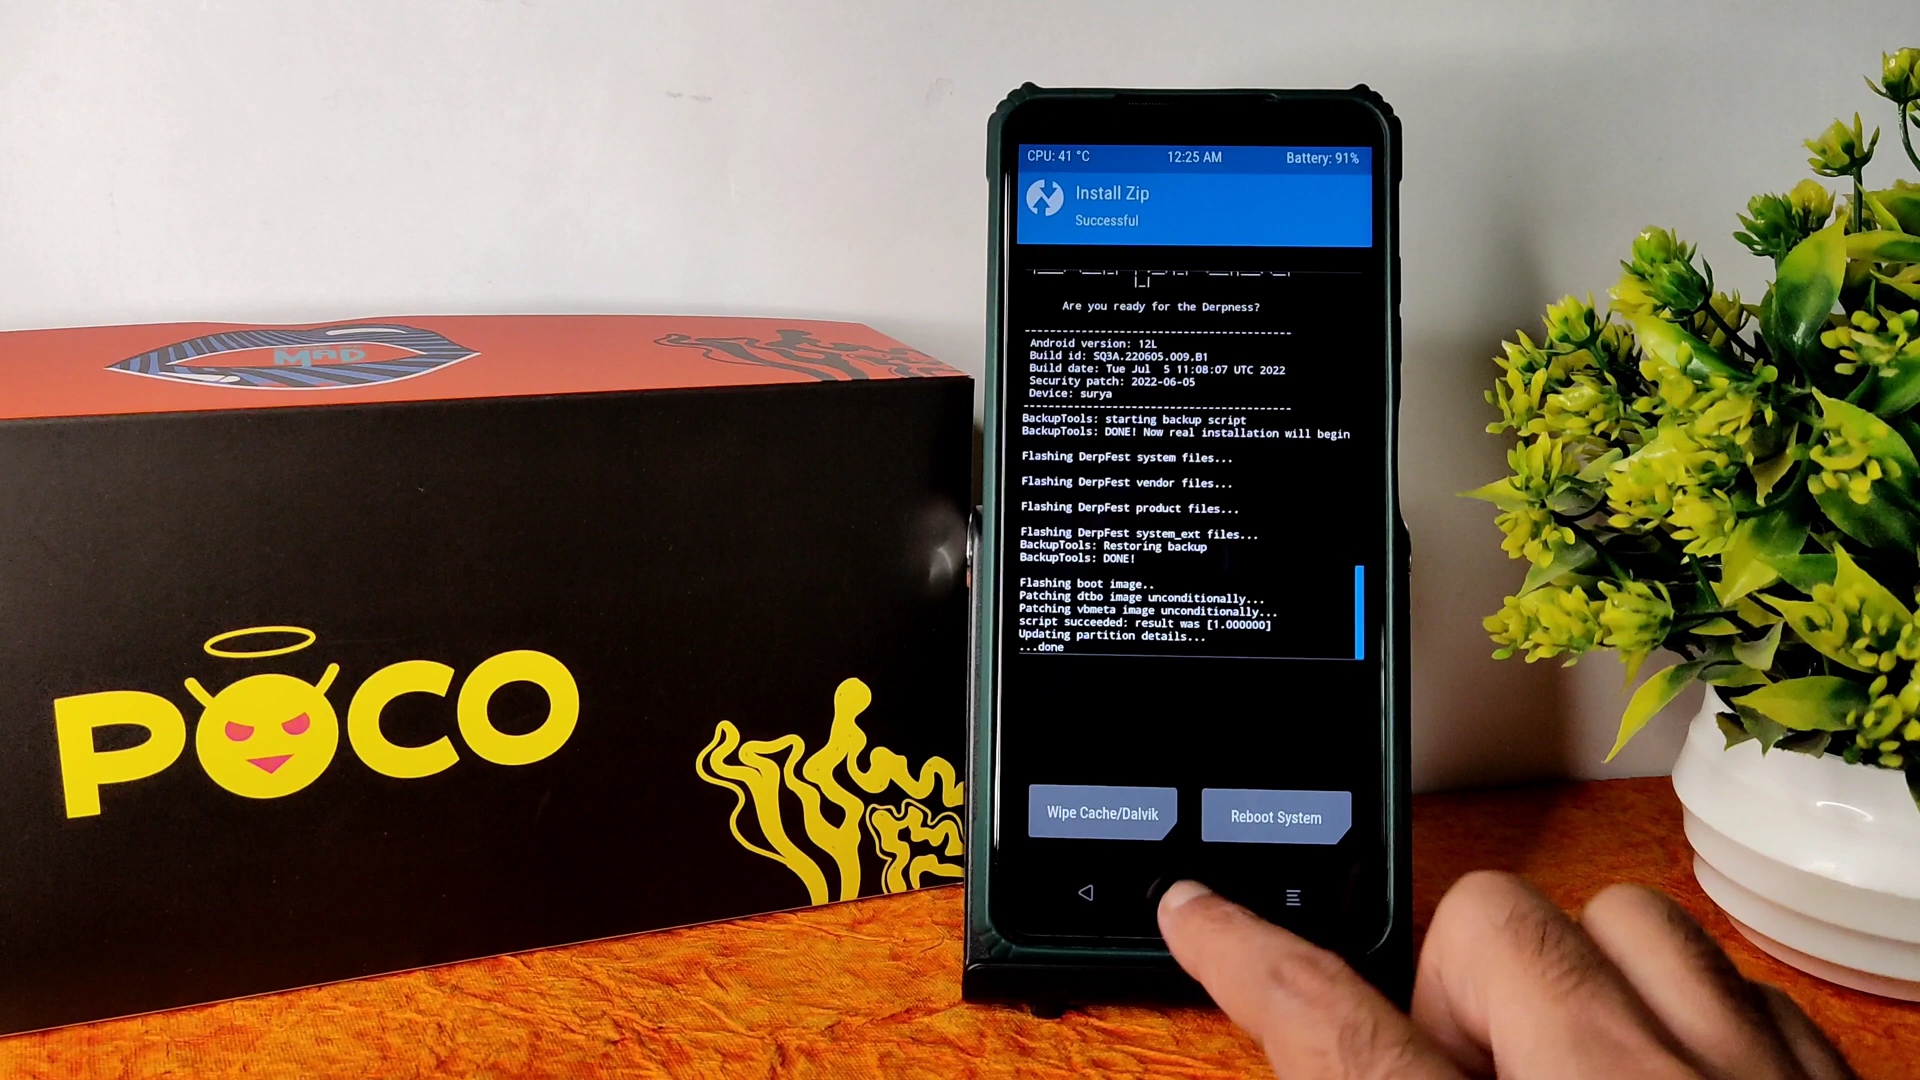 MAD
POCO
CPU: 41 °C 12:25 AM Battery: 91%
Install Zip
Successful
Are you ready for the Derpness?
--------------------------------------------
Android version: 12L
Build id: SQ3A.220605.009.B1
Build date: Tue Jul 5 11:08:07 UTC 2022
Security patch: 2022-06-05
Device: surya
--------------------------------------------
BackupTools: starting backup script
BackupTools: DONE! Now real installation will begin
Flashing DerpFest system files...
Flashing DerpFest vendor files...
Flashing DerpFest product files...
Flashing DerpFest system_ext files...
BackupTools: Restoring backup
BackupTools: DONE!
Flashing boot image..
Patching dtbo image unconditionally...
Patching vbmeta image unconditionally...
script succeeded: result was [1.000000]
Updating partition details...
...done
Wipe Cache/Dalvik
Reboot System